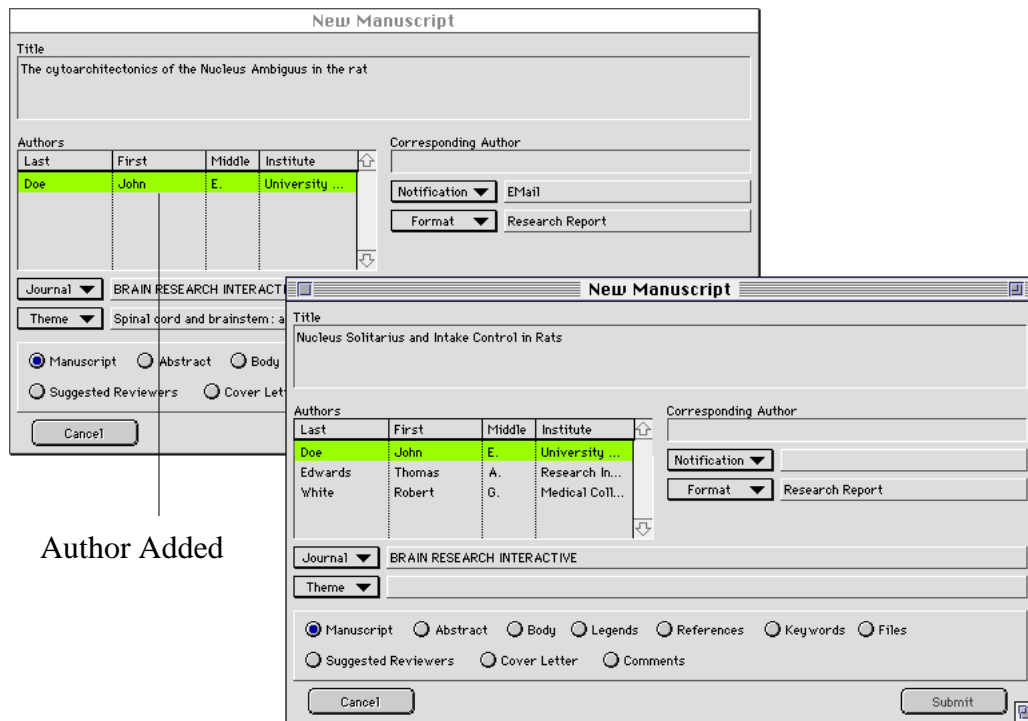 New Manuscript
Title
The cytoarchitectonics of the Nucleus Ambiguus in the rat
Authors
Last First Middle Institute
Doe John E. University ...
Corresponding Author
Notification EMail
Format Research Report
Journal BRAIN RESEARCH INTERACTI
Theme Spinal cord and brainstem: a
Manuscript Abstract Body
Suggested Reviewers Cover Let
Cancel
Author Added
New Manuscript
Title
Nucleus Solitarius and Intake Control in Rats
Authors
Last First Middle Institute
Doe John E. University ...
Edwards Thomas A. Research In...
White Robert G. Medical Coll...
Corresponding Author
Notification
Format Research Report
Journal BRAIN RESEARCH INTERACTIVE
Theme
Manuscript Abstract Body Legends References Keywords Files
Suggested Reviewers Cover Letter Comments
Cancel Submit